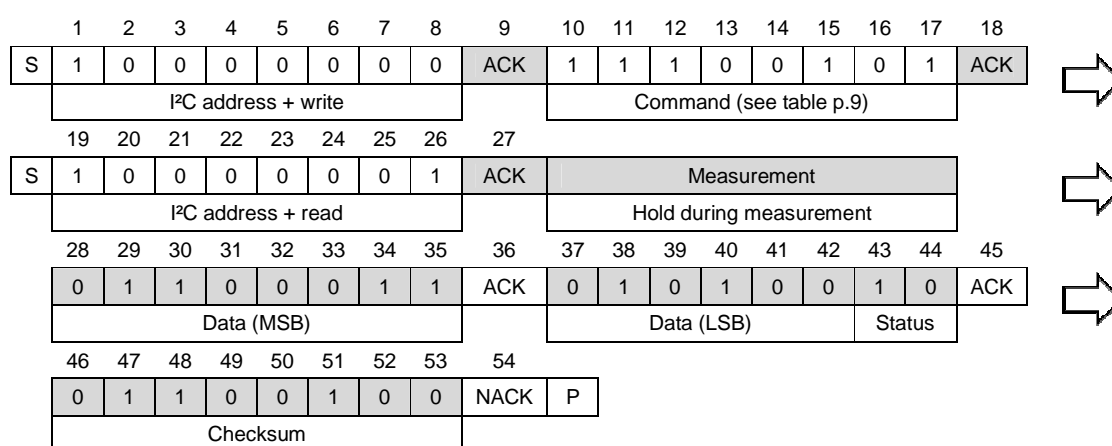 1 2 3 4 5 6 7 8 9 10 11 12 13 14 15 16 17 18
S 1 0 0 0 0 0 0 0 ACK 1 1 1 0 0 1 0 1 ACK
I²C address + write Command (see table p.9)
19 20 21 22 23 24 25 26 27
S 1 0 0 0 0 0 0 1 ACK Measurement
I²C address + read Hold during measurement
28 29 30 31 32 33 34 35 36 37 38 39 40 41 42 43 44 45
0 1 1 0 0 0 1 1 ACK 0 1 0 1 0 0 1 0 ACK
Data (MSB) Data (LSB) Status
46 47 48 49 50 51 52 53 54
0 1 1 0 0 1 0 0 NACK P
Checksum